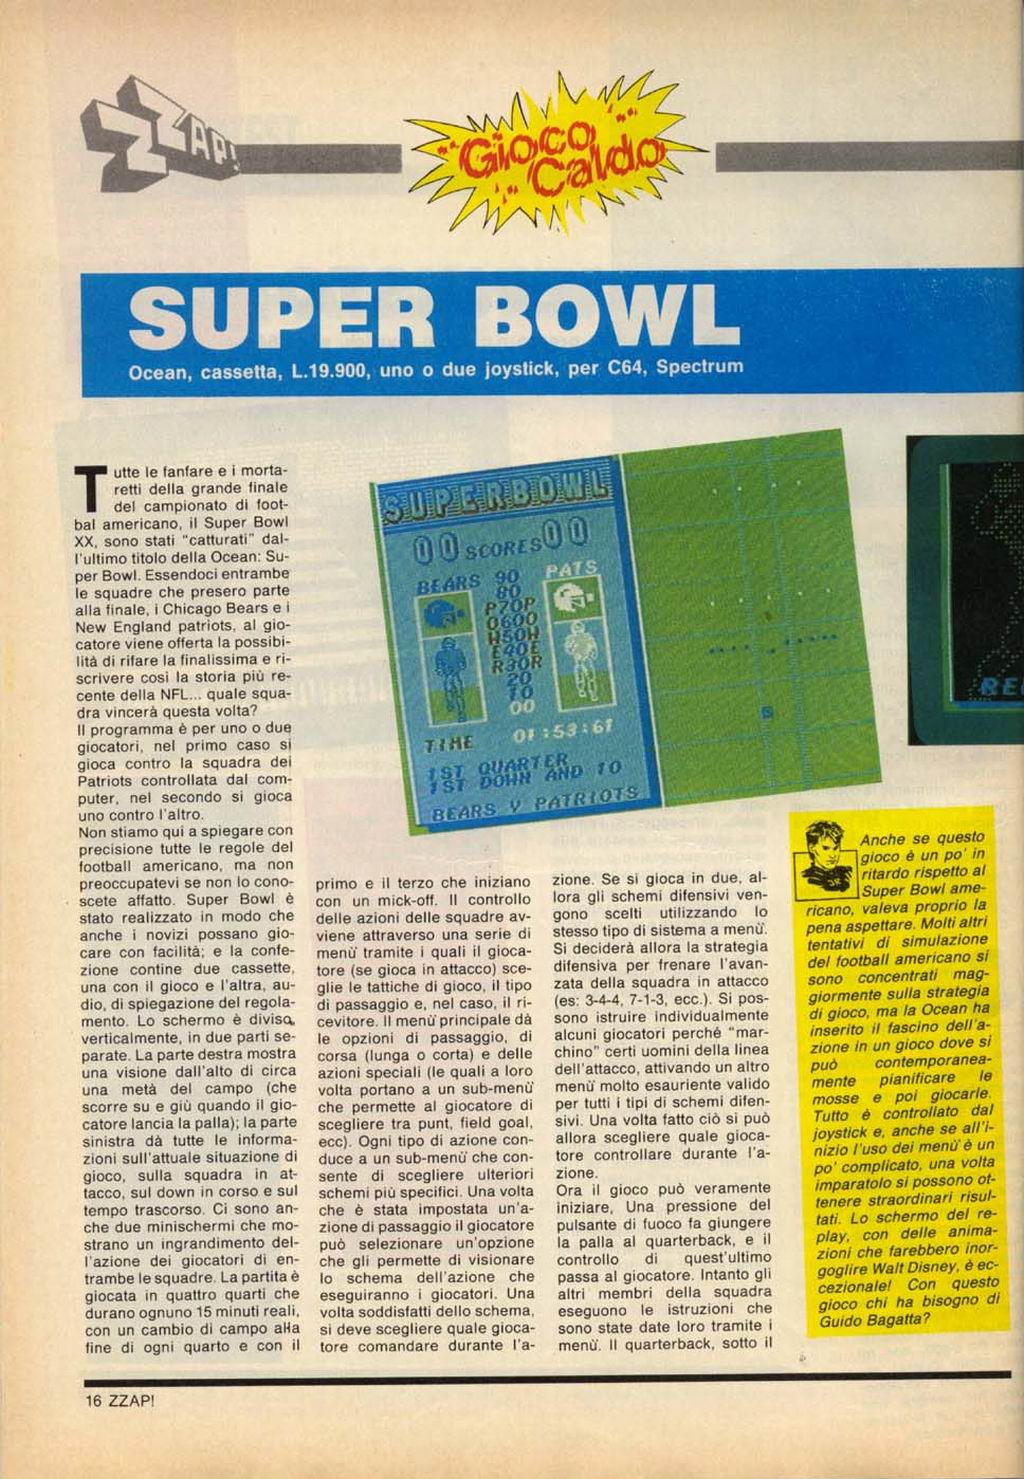 ZZAP!
Gioco
Caldo
SUPER BOWL
Ocean, cassetta, L.19.900, uno o due joystick, per C64, Spectrum
Tutte le fanfare e i morta-
retti della grande finale
del campionato di foot-
bal americano, il Super Bowl
XX, sono stati "catturati" dal-
l'ultimo titolo della Ocean: Su-
per Bowl. Essendoci entrambe
le squadre che presero parte
alla finale, i Chicago Bears e i
New England patriots, al gio-
catore viene offerta la possibi-
lità di rifare la finalissima e ri-
scrivere così la storia più re-
cente della NFL... quale squa-
dra vincerà questa volta?
Il programma è per uno o due
giocatori, nel primo caso si
gioca contro la squadra dei
Patriots controllata dal com-
puter, nel secondo si gioca
uno contro l'altro.
Non stiamo qui a spiegare con
precisione tutte le regole del
football americano, ma non
preoccupatevi se non lo cono-
scete affatto. Super Bowl è
stato realizzato in modo che
anche i novizi possano gio-
care con facilità; e la confe-
zione contine due cassette,
una con il gioco e l'altra, au-
dio, di spiegazione del regola-
mento. Lo schermo è diviso,
verticalmente, in due parti se-
parate. La parte destra mostra
una visione dall'alto di circa
una metà del campo (che
scorre su e giù quando il gio-
catore lancia la palla); la parte
sinistra dà tutte le informa-
zioni sull'attuale situazione di
gioco, sulla squadra in at-
tacco, sul down in corso e sul
tempo trascorso. Ci sono an-
che due minischermi che mo-
strano un ingrandimento del-
l'azione dei giocatori di en-
trambe le squadre. La partita è
giocata in quattro quarti che
durano ognuno 15 minuti reali,
con un cambio di campo alla
fine di ogni quarto e con il
SUPERBOWL
00 SCORES 00
BEARS 90 PATS
80
P70P
O60O
W50W
E40E
R30R
20
10
00
TIME 01:53:61
1ST QUARTER
1ST DOWN AND 10
BEARS V PATRIOTS
primo e il terzo che iniziano
con un mick-off. Il controllo
delle azioni delle squadre av-
viene attraverso una serie di
menù tramite i quali il gioca-
tore (se gioca in attacco) sce-
glie le tattiche di gioco, il tipo
di passaggio e, nel caso, il ri-
cevitore. Il menù principale dà
le opzioni di passaggio, di
corsa (lunga o corta) e delle
azioni speciali (le quali a loro
volta portano a un sub-menù
che permette al giocatore di
scegliere tra punt, field goal,
ecc). Ogni tipo di azione con-
duce a un sub-menù che con-
sente di scegliere ulteriori
schemi più specifici. Una volta
che è stata impostata un'a-
zione di passaggio il giocatore
può selezionare un'opzione
che gli permette di visionare
lo schema dell'azione che
eseguiranno i giocatori. Una
volta soddisfatti dello schema,
si deve scegliere quale gioca-
tore comandare durante l'a-
zione. Se si gioca in due, al-
lora gli schemi difensivi ven-
gono scelti utilizzando lo
stesso tipo di sistema a menù.
Si deciderà allora la strategia
difensiva per frenare l'avan-
zata della squadra in attacco
(es: 3-4-4, 7-1-3, ecc.). Si pos-
sono istruire individualmente
alcuni giocatori perché "mar-
chino" certi uomini della linea
dell'attacco, attivando un altro
menù molto esauriente valido
per tutti i tipi di schemi difen-
sivi. Una volta fatto ciò si può
allora scegliere quale gioca-
tore controllare durante l'a-
zione.
Ora il gioco può veramente
iniziare, Una pressione del
pulsante di fuoco fa giungere
la palla al quarterback, e il
controllo di quest'ultimo
passa al giocatore. Intanto gli
altri membri della squadra
eseguono le istruzioni che
sono state date loro tramite i
menù. Il quarterback, sotto il
Anche se questo
gioco è un po' in
ritardo rispetto al
Super Bowl ame-
ricano, valeva proprio la
pena aspettare. Molti altri
tentativi di simulazione
del football americano si
sono concentrati mag-
giormente sulla strategia
di gioco, ma la Ocean ha
inserito il fascino dell'a-
zione in un gioco dove si
può contemporanea-
mente pianificare le
mosse e poi giocarle.
Tutto è controllato dal
joystick e, anche se all'i-
nizio l'uso dei menù è un
po' complicato, una volta
imparatolo si possono ot-
tenere straordinari risul-
tati. Lo schermo del re-
play, con delle anima-
zioni che farebbero inor-
goglire Walt Disney, è ec-
cezionale! Con questo
gioco chi ha bisogno di
Guido Bagatta?
16 ZZAP!